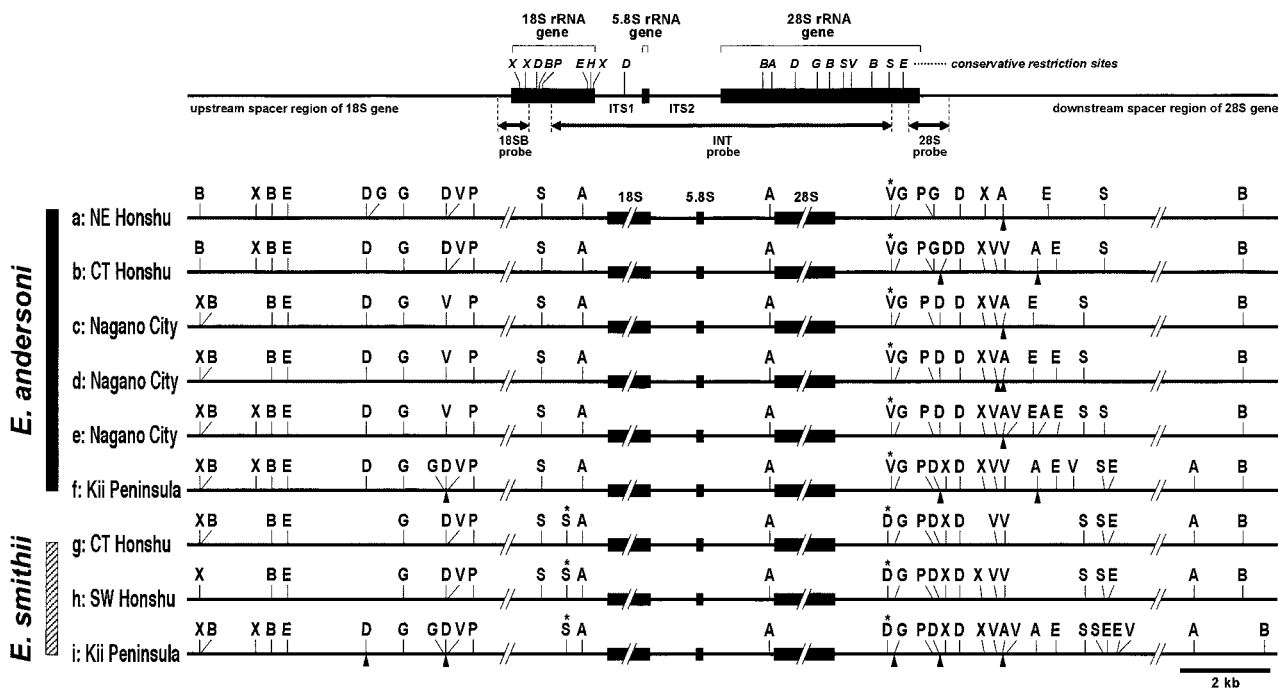 18S rRNA gene
5.8S rRNA gene
28S rRNA gene
X X D B P E H X D B A D G B S V B S E conservative restriction sites
upstream spacer region of 18S gene
ITS1
ITS2
downstream spacer region of 28S gene
18SB probe
INT probe
28S probe
E. andersoni
B X B E D G G D V P S A 18S 5.8S A 28S *V G P G D X A E S B
a: NE Honshu
B X B E D G D V P S A A *V G P G D D X V V A E S B
b: CT Honshu
X B B E D G V P S A A *V G P D D X V A E S B
c: Nagano City
X B X B E D G V P S A A *V G P D D X V A E E S B
d: Nagano City
X B X B E D G V P S A A *V G P D D X V A V E A E S S B
e: Nagano City
X B X B E D G G D V P S A A *V G P D X D X V V A E V S E A B
f: Kii Peninsula
E. smithii
X B B E G D V P S *S A A *D G P D X D V V S S E A B
g: CT Honshu
X B E G D V P S *S A A *D G P D X D X V V S S E A B
h: SW Honshu
X B X B E D G G D V P *S A A *D G P D X D X V A V A E S S E E V A B
i: Kii Peninsula
2 kb